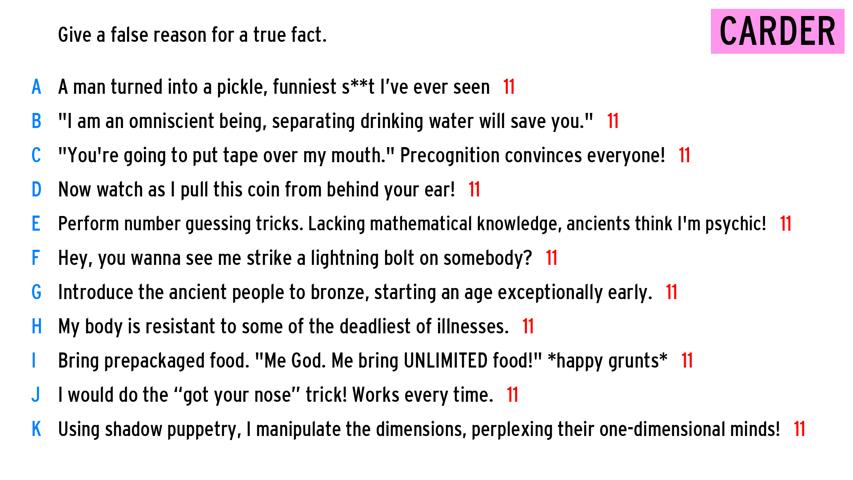 Give a false reason for a true fact.
CARDER
A A man turned into a pickle, funniest s**t I've ever seen 11
B "I am an omniscient being, separating drinking water will save you." 11
C "You're going to put tape over my mouth." Precognition convinces everyone! 11
D Now watch as I pull this coin from behind your ear! 11
E Perform number guessing tricks. Lacking mathematical knowledge, ancients think I'm psychic! 11
F Hey, you wanna see me strike a lightning bolt on somebody? 11
G Introduce the ancient people to bronze, starting an age exceptionally early. 11
H My body is resistant to some of the deadliest of illnesses. 11
I Bring prepackaged food. "Me God. Me bring UNLIMITED food!" *happy grunts* 11
J I would do the “got your nose” trick! Works every time. 11
K Using shadow puppetry, I manipulate the dimensions, perplexing their one-dimensional minds! 11